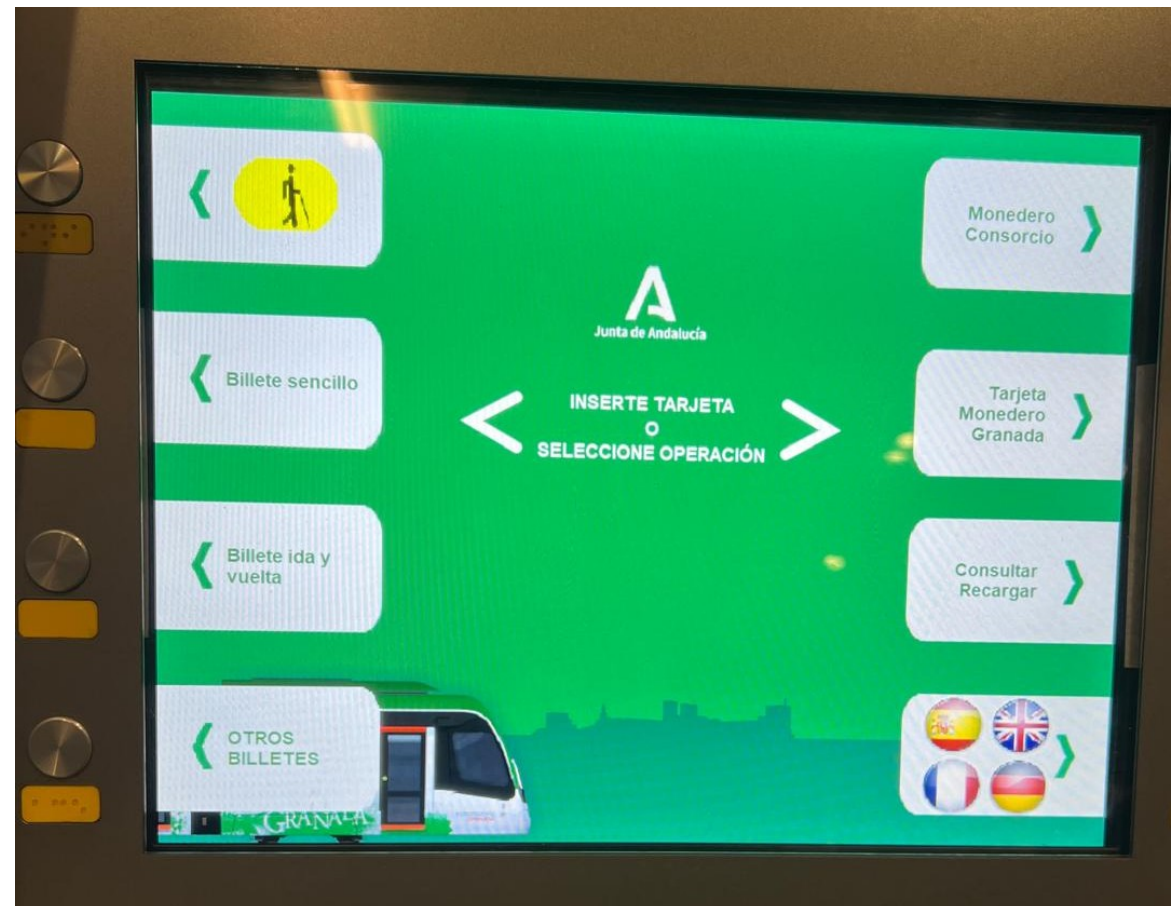 Billete sencillo
Billete ida y
vuelta
OTROS
BILLETES
Junta de Andalucía
INSERTE TARJETA
O
SELECCIONE OPERACIÓN
Monedero
Consorcio
Tarjeta
Monedero
Granada
Consultar
Recargar